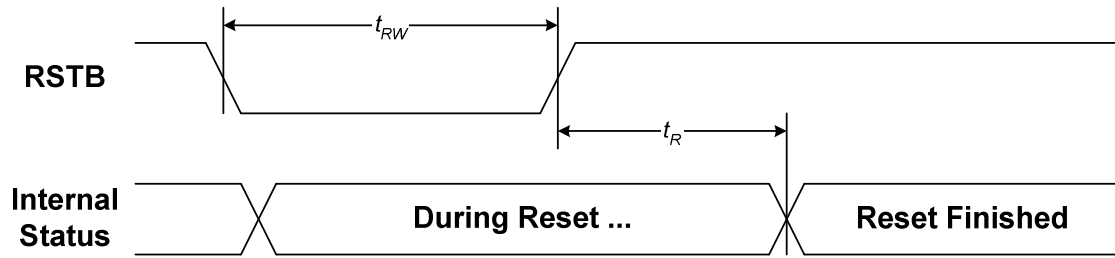 tRW
RSTB
tR
Internal
Status
During Reset ...
Reset Finished